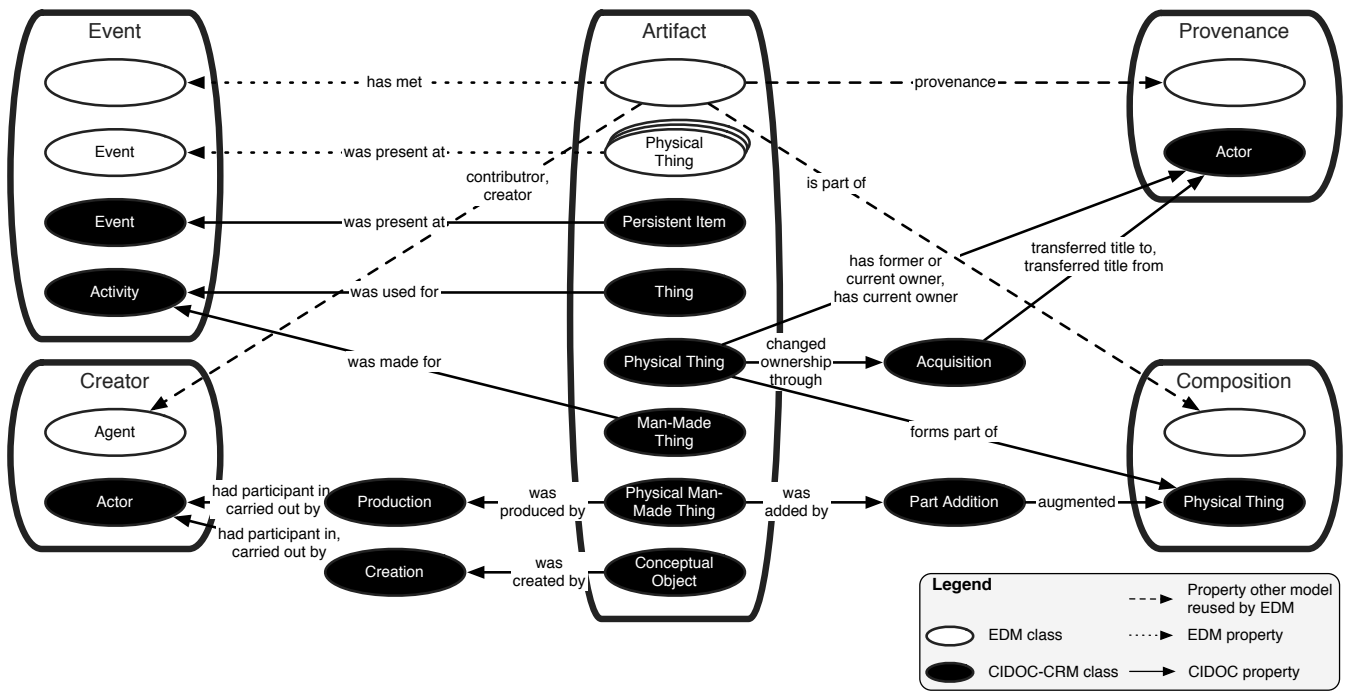 Event
Artifact
Provenance
has met
provenance
Event
was present at
Physical
Thing
Actor
contributror,
creator
is part of
Event
was present at
Persistent Item
has former or
current owner,
has current owner
transferred title to,
transferred title from
Activity
was used for
Thing
was made for
Physical Thing
changed
ownership
through
Acquisition
Creator
Composition
Agent
Man-Made
Thing
forms part of
Actor
had participant in,
carried out by
Production
was
produced by
Physical Man-
Made Thing
was
added by
Part Addition
augmented
Physical Thing
had participant in,
carried out by
Creation
was
created by
Conceptual
Object
Legend
Property other model
reused by EDM
EDM class
EDM property
CIDOC-CRM class
CIDOC property